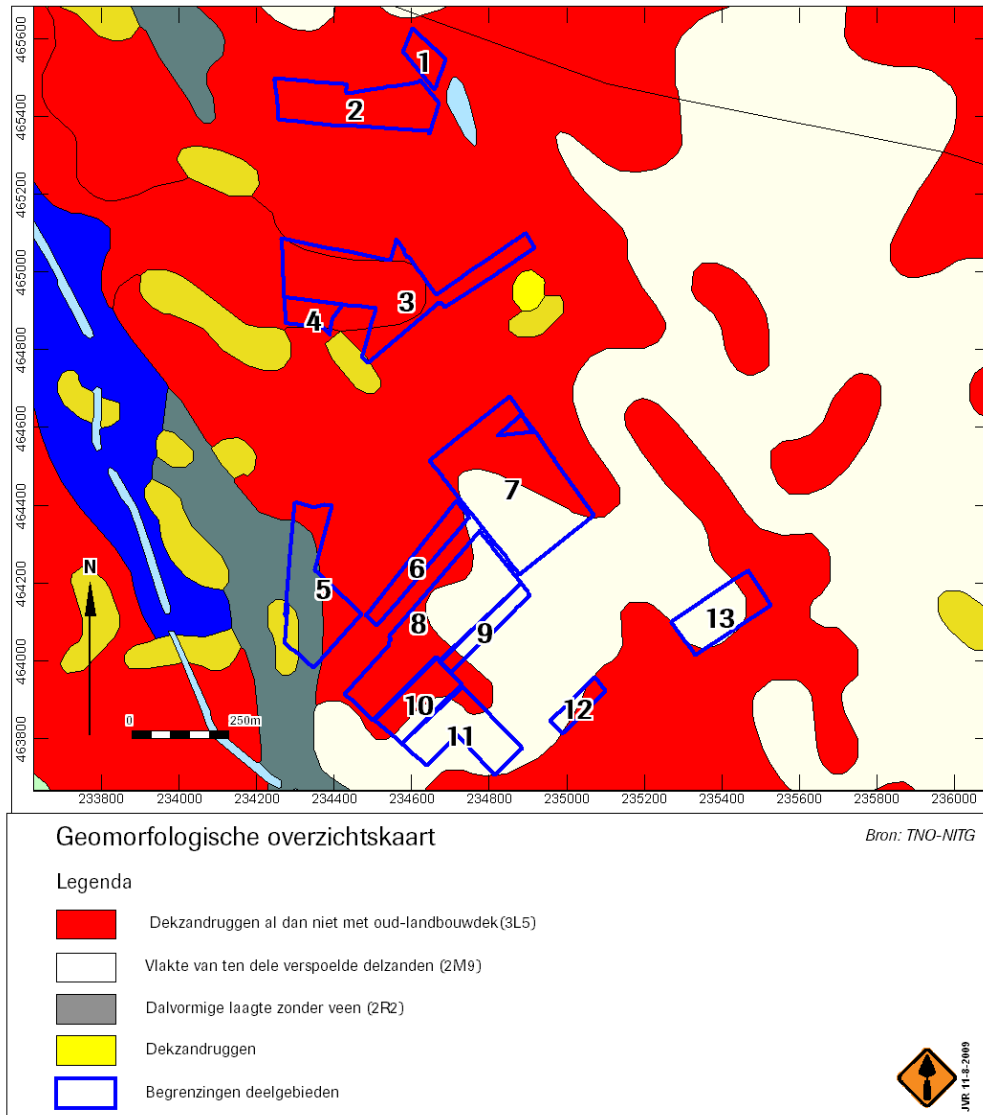 465600
465400
465200
465000
464800
464600
464400
464200
464000
463800
1
2
3
4
5
6
7
8
9
10
11
12
13
N
0
250m
233800 234000 234200 234400 234600 234800 235000 235200 235400 235600 235800 236000
Geomorfologische overzichtskaart
Bron: TNO-NITG
Legenda
Dekzandruggen al dan niet met oud-landbouwdek(3L5)
Vlakte van ten dele verspoelde delzanden (2M9)
Dalvormige laagte zonder veen (2R2)
Dekzandruggen
Begrenzingen deelgebieden
JVR 11-8-2009